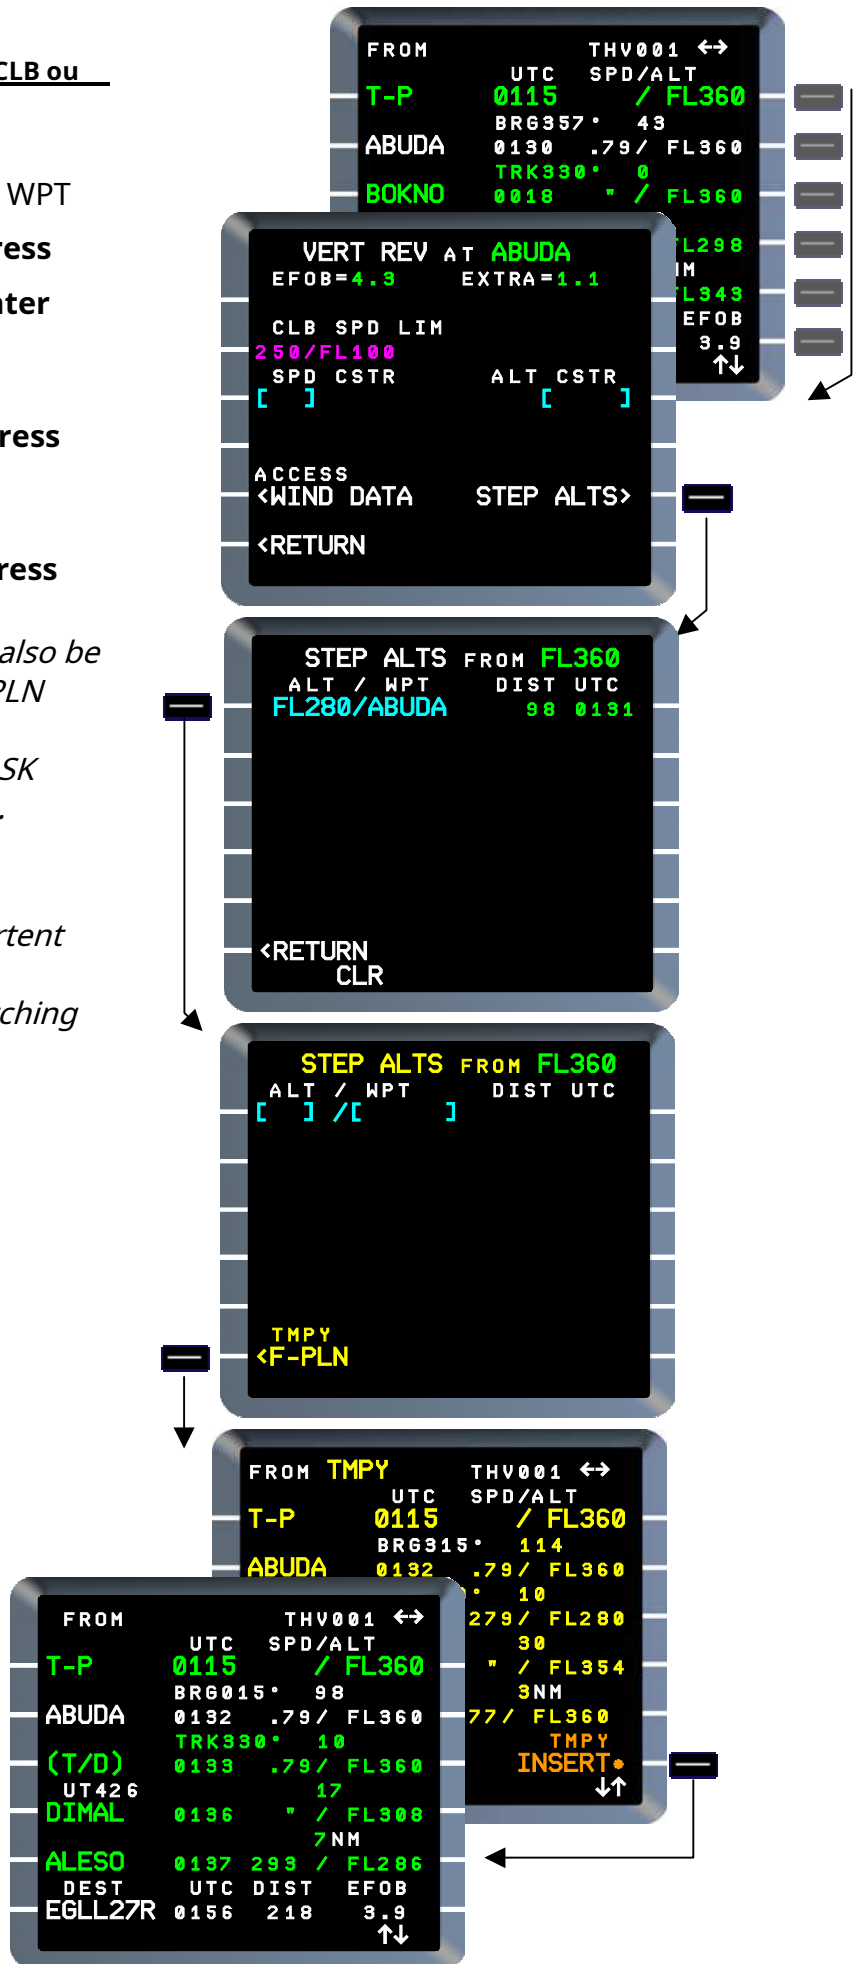 CLB ou
WPT
ress
nter
ress
ress
also be
PLN
SK
.
rtent
ching
FROM THV001 ←→
UTC SPD/ALT
T-P 0115 / FL360
BRG357° 43
ABUDA 0130 .79/ FL360
TRK330° 0
BOKNO 0018 " / FL360
FL298
NM
FL343
EFOB
3.9
↑↓
VERT REV AT ABUDA
EFOB=4.3 EXTRA=1.1
CLB SPD LIM
250/FL100
SPD CSTR ALT CSTR
[ ] [ ]
ACCESS
<WIND DATA STEP ALTS>
<RETURN
STEP ALTS FROM FL360
ALT / WPT DIST UTC
FL280/ABUDA 98 0131
<RETURN
CLR
STEP ALTS FROM FL360
ALT / WPT DIST UTC
[ ] /[ ]
TMPY
<F-PLN
FROM TMPY THV001 ←→
UTC SPD/ALT
T-P 0115 / FL360
BRG315° 114
ABUDA 0132 .79/ FL360
° 10
279/ FL280
30
" / FL354
3NM
77/ FL360
TMPY
INSERT•
↓↑
FROM THV001 ←→
UTC SPD/ALT
T-P 0115 / FL360
BRG015° 98
ABUDA 0132 .79/ FL360
TRK330° 10
(T/D) 0133 .79/ FL360
UT426 17
DIMAL 0136 " / FL308
7NM
ALESO 0137 293 / FL286
DEST UTC DIST EFOB
EGLL27R 0156 218 3.9
↑↓